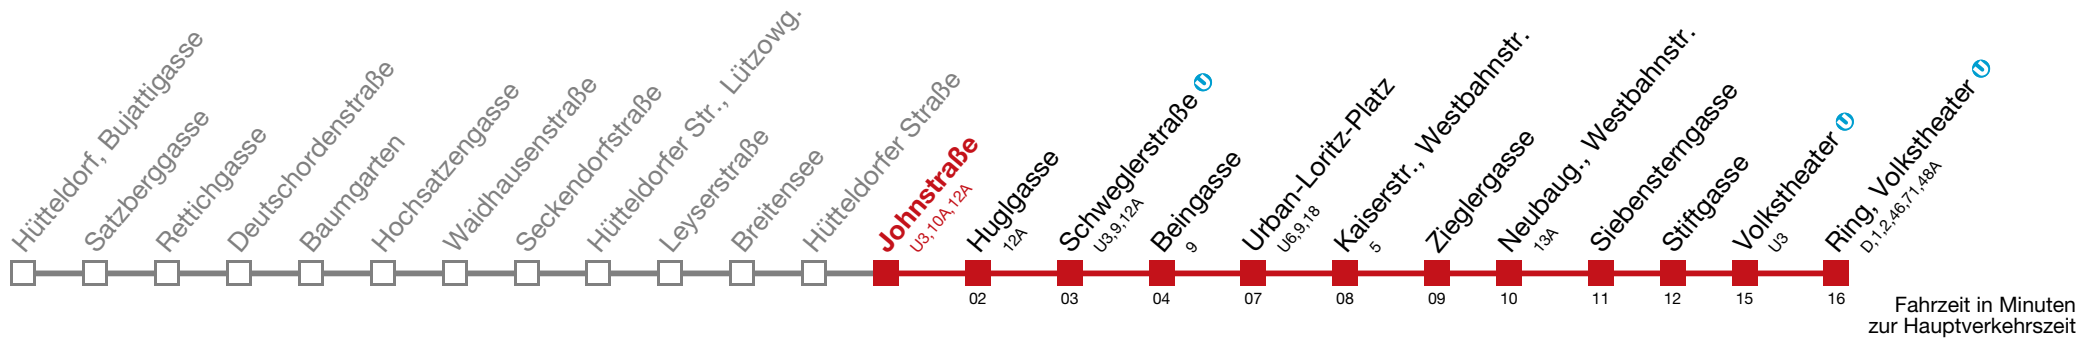 Hütteldorf, Bujattigasse
Satzberggasse
Rettichgasse
Deutschordenstraße
Baumgarten
Hochsatzengasse
Waidhausenstraße
Seckendorfstraße
Hütteldorfer Str., Lützowg.
Leyserstraße
Breitensee
Hütteldorfer Straße
Johnstraße
U3, 10A, 12A
Huglgasse
12A
Schweglerstraße U
U3,9,12A
Beingasse
9
Urban-Loritz-Platz
U6,9,18
Kaiserstr., Westbahnstr.
5
Zieglergasse
Neubaug., Westbahnstr.
13A
Siebensterngasse
Stiftgasse
Volkstheater U
U3
Ring, Volkstheater U
D,1,2,46,71,48A
02 03 04 07 08 09 10 11 12 15 16
Fahrzeit in Minuten
zur Hauptverkehrszeit